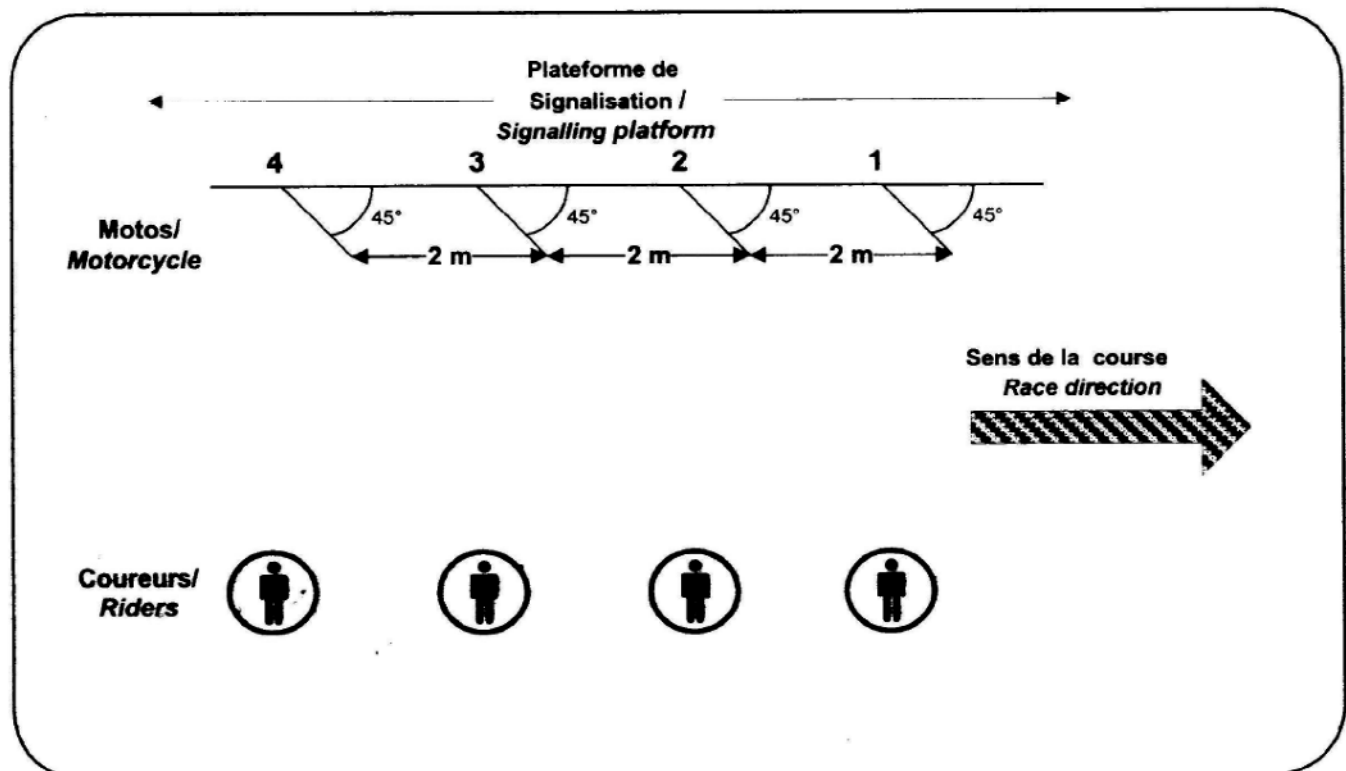 Plateforme de
Signalisation /
Signalling platform
4 3 2 1
45° 45° 45° 45°
Motos/
Motorcycle
2 m 2 m 2 m
Sens de la course
Race direction
Coureurs/
Riders